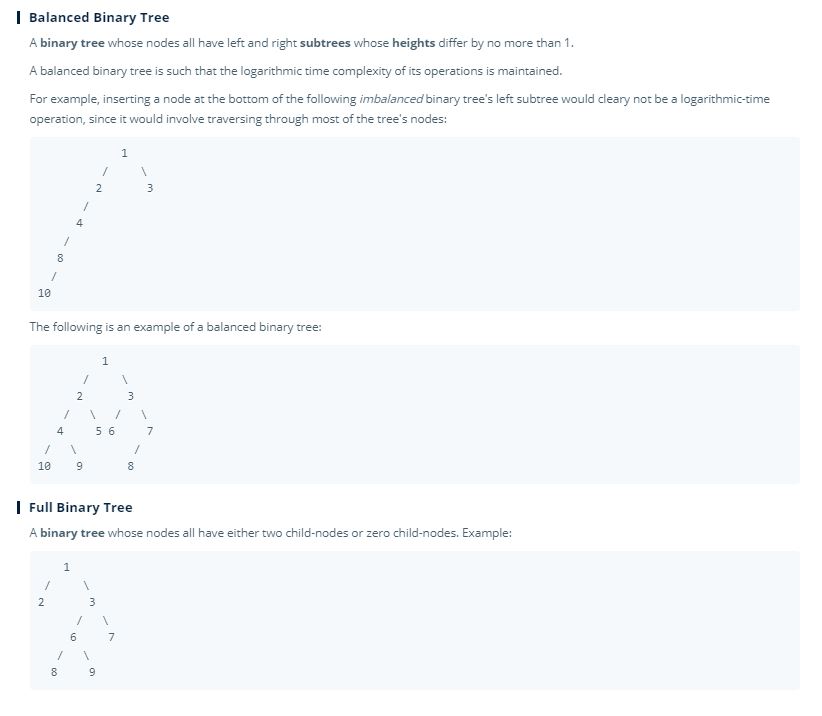 Balanced Binary Tree
A binary tree whose nodes all have left and right subtrees whose heights differ by no more than 1.
A balanced binary tree is such that the logarithmic time complexity of its operations is maintained.
For example, inserting a node at the bottom of the following imbalanced binary tree's left subtree would cleary not be a logarithmic-time
operation, since it would involve traversing through most of the tree's nodes:
1
/ \
2 3
/
4
/
8
/
10
The following is an example of a balanced binary tree:
1
/ \
2 3
/ \ / \
4 5 6 7
/ \ /
10 9 8
Full Binary Tree
A binary tree whose nodes all have either two child-nodes or zero child-nodes. Example:
1
/ \
2 3
/ \
6 7
/ \
8 9